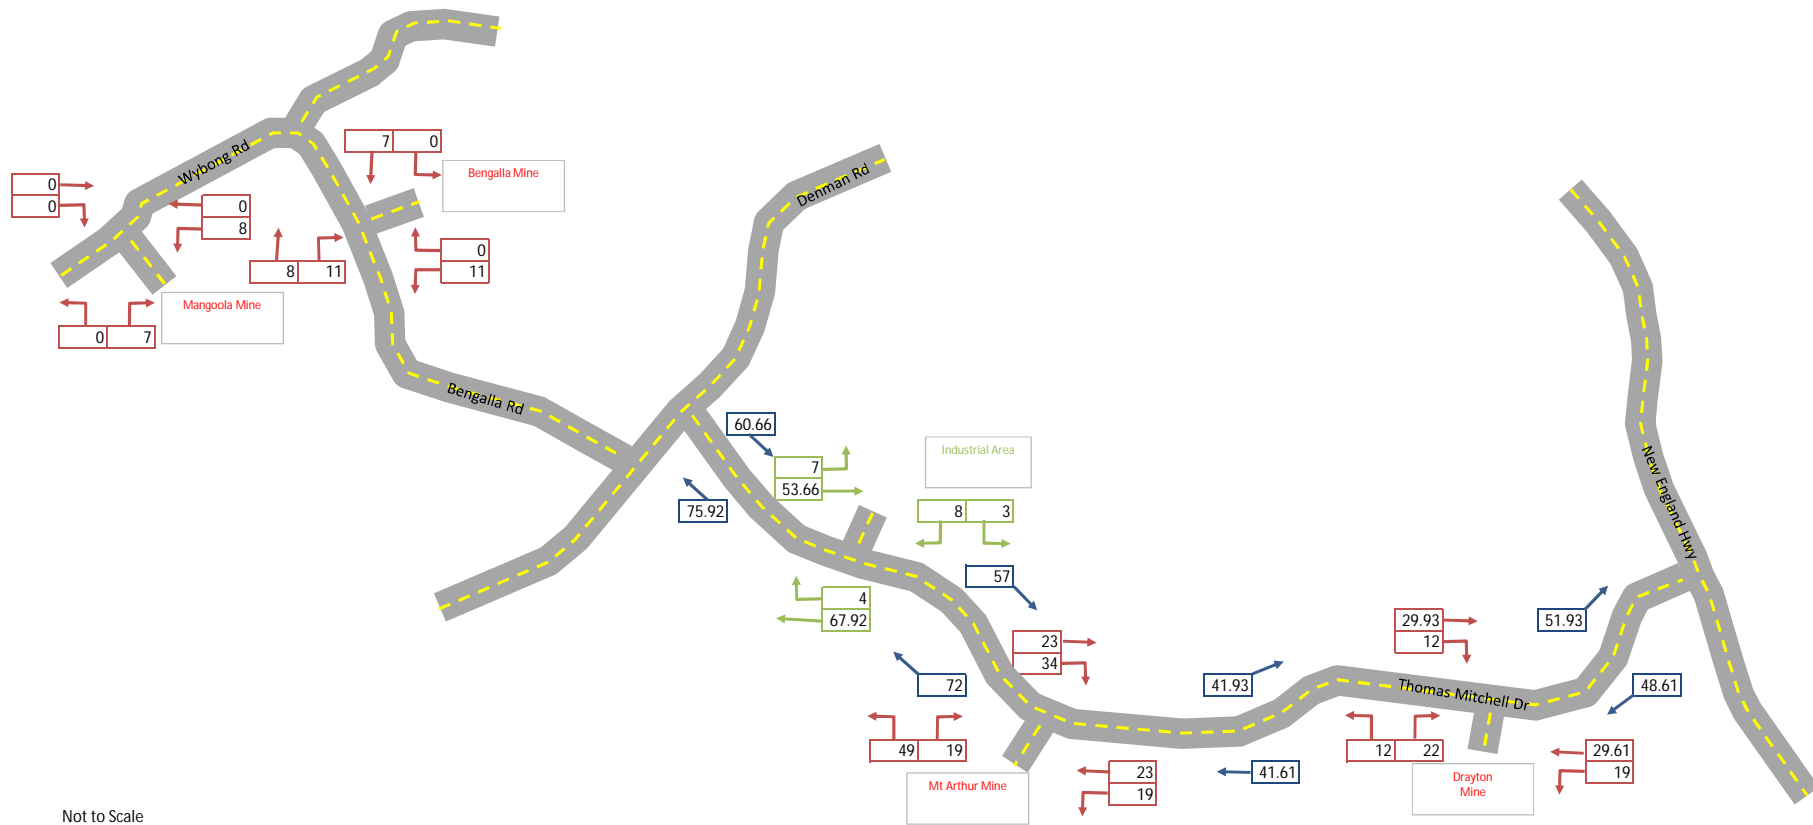 7 0
Wybong Rd
Bengalla Mine
Denman Rd
0
0
0
8
0
11
8 11
Mangoola Mine
0 7
Bengalla Rd
60.66
7
53.66
Industrial Area
75.92
8 3
New England Hwy
57
4
67.92
29.93
12
51.93
23
34
72
41.93
Thomas Mitchell Dr
48.61
49 19
12 22
29.61
19
23
19
41.61
Mt Arthur Mine
Drayton
Mine
Not to Scale